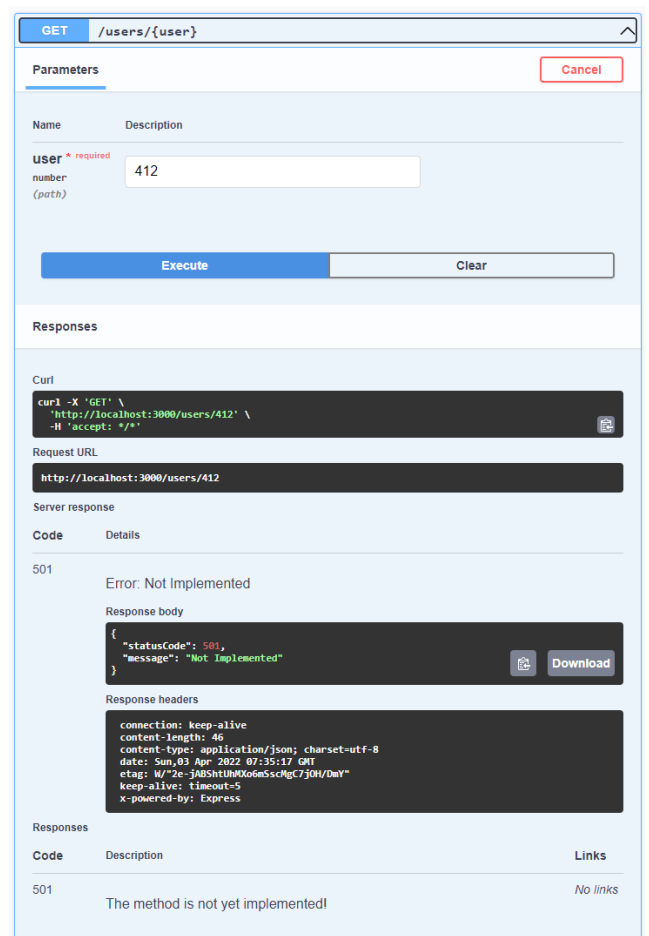 GET /users/{user}
Parameters
Cancel
Name Description
user * required
number
(path)
412
Execute Clear
Responses
Curl
curl -X 'GET' \
'http://localhost:3000/users/412' \
-H 'accept: */*'
Request URL
http://localhost:3000/users/412
Server response
Code Details
501
Error: Not Implemented
Response body
{
"statusCode": 501,
"message": "Not Implemented"
}
Download
Response headers
connection: keep-alive
content-length: 46
content-type: application/json; charset=utf-8
date: Sun,03 Apr 2022 07:35:17 GMT
etag: W/"2e-jABShtUhMXo6mSscMgC7jOH/DmY"
keep-alive: timeout=5
x-powered-by: Express
Responses
Code Description Links
501 No links
The method is not yet implemented!